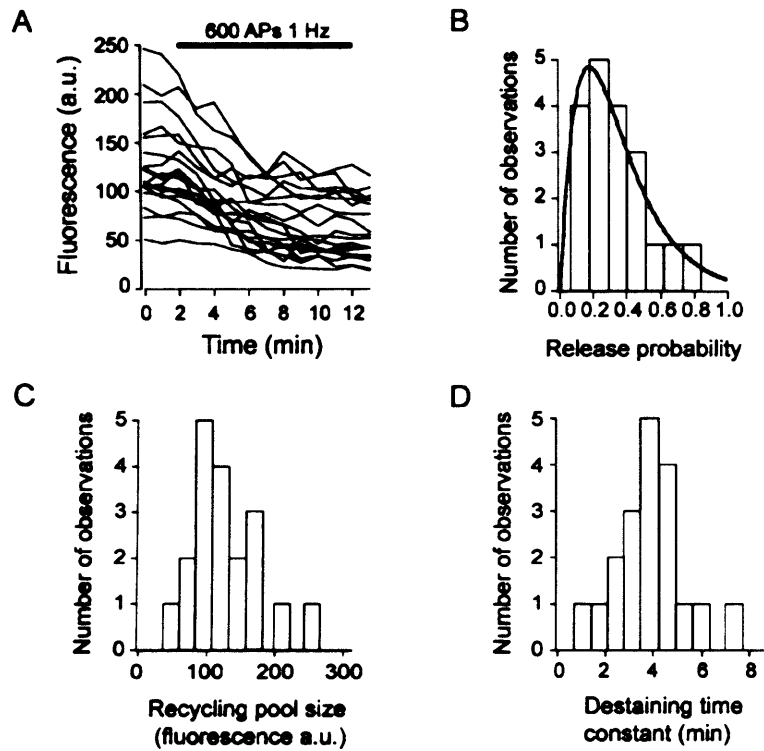 A
600 APs 1 Hz
Fluorescence (a.u.)
250
200
150
100
50
0
0 2 4 6 8 10 12
Time (min)
B
Number of observations
5
4
3
2
1
0
0.0 0.2 0.4 0.6 0.8 1.0
Release probability
C
Number of observations
5
4
3
2
1
0
0 100 200 300
Recycling pool size
(fluorescence a.u.)
D
Number of observations
5
4
3
2
1
0
0 2 4 6 8
Destaining time
constant (min)